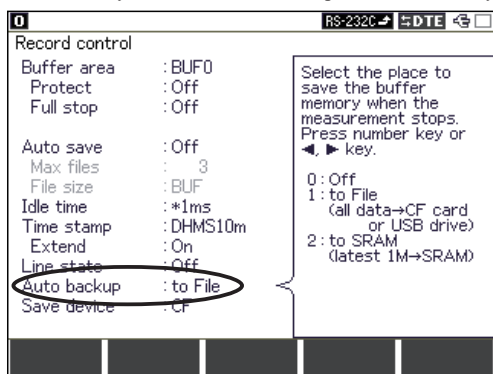 0 RS-232C DTE
Record control
Buffer area : BUF0
Protect : Off
Full stop : Off
Auto save : Off
Max files : 3
File size : BUF
Idle time : *1ms
Time stamp : DHMS10m
Extend : On
Line state : Off
Auto backup : to File
Save device : CF
Select the place to
save the buffer
memory when the
measurement stops.
Press number key or
◀, ▶ key.
0 : Off
1 : to File
(all data→CF card
or USB drive)
2 : to SRAM
(latest 1M→SRAM)